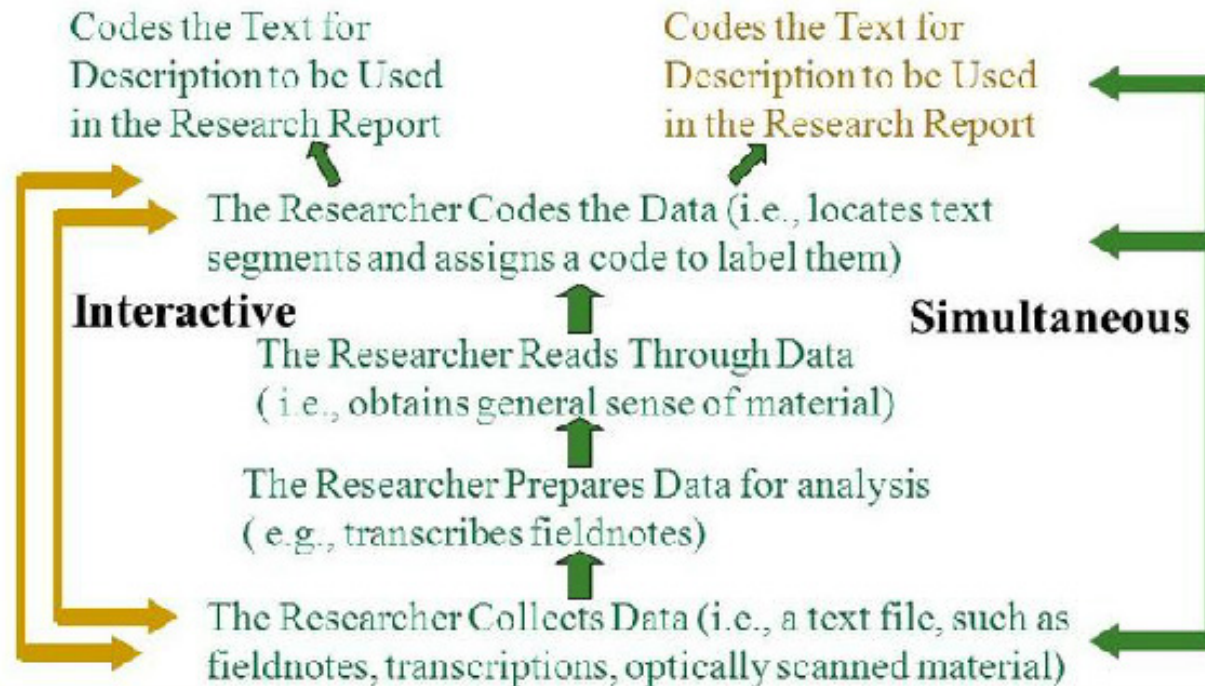 Codes the Text for
Description to be Used
in the Research Report
Codes the Text for
Description to be Used
in the Research Report
The Researcher Codes the Data (i.e., locates text
segments and assigns a code to label them)
Interactive
Simultaneous
The Researcher Reads Through Data
( i.e., obtains general sense of material)
The Researcher Prepares Data for analysis
( e.g., transcribes fieldnotes)
The Researcher Collects Data (i.e., a text file, such as
fieldnotes, transcriptions, optically scanned material)